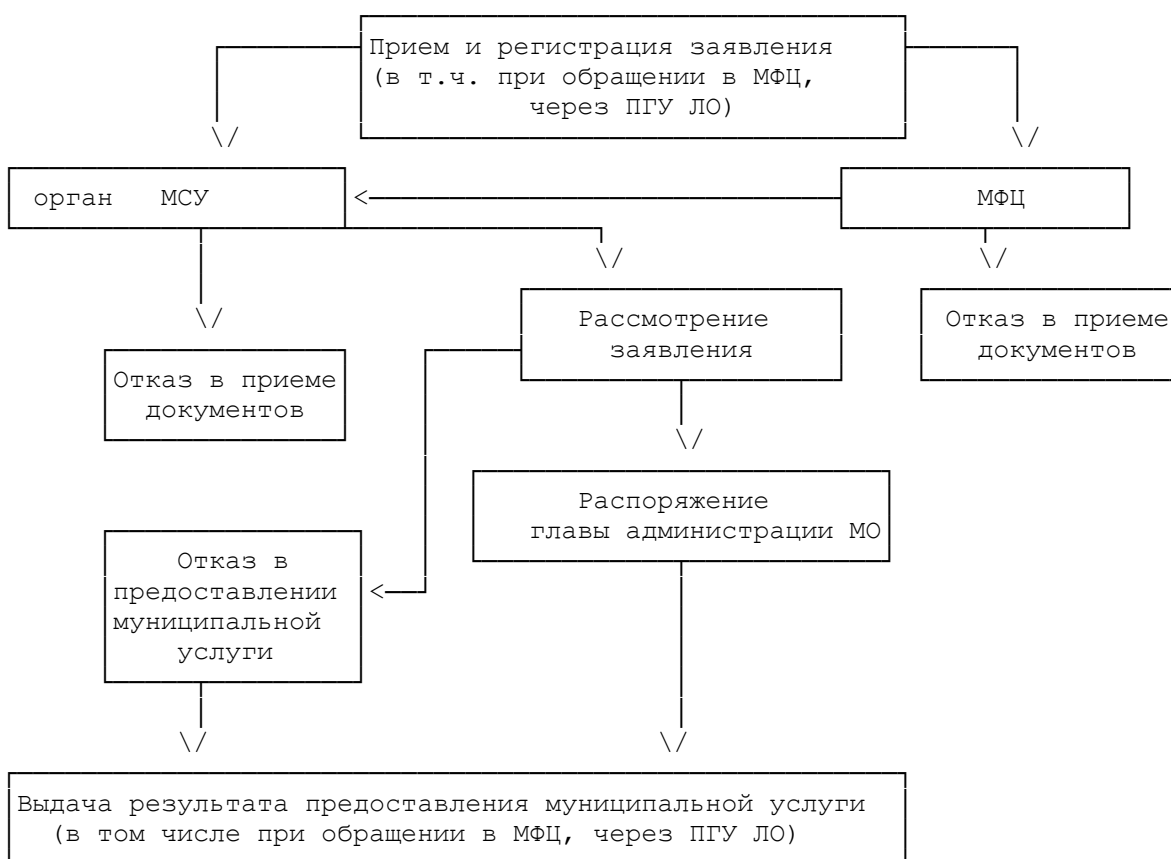 Прием и регистрация заявления
(в т.ч. при обращении в МФЦ,
через ПГУ ЛО)
орган МСУ
МФЦ
Рассмотрение
заявления
Отказ в приеме
документов
Отказ в приеме
документов
Распоряжение
главы администрации МО
Отказ в
предоставлении
муниципальной
услуги
Выдача результата предоставления муниципальной услуги
(в том числе при обращении в МФЦ, через ПГУ ЛО)